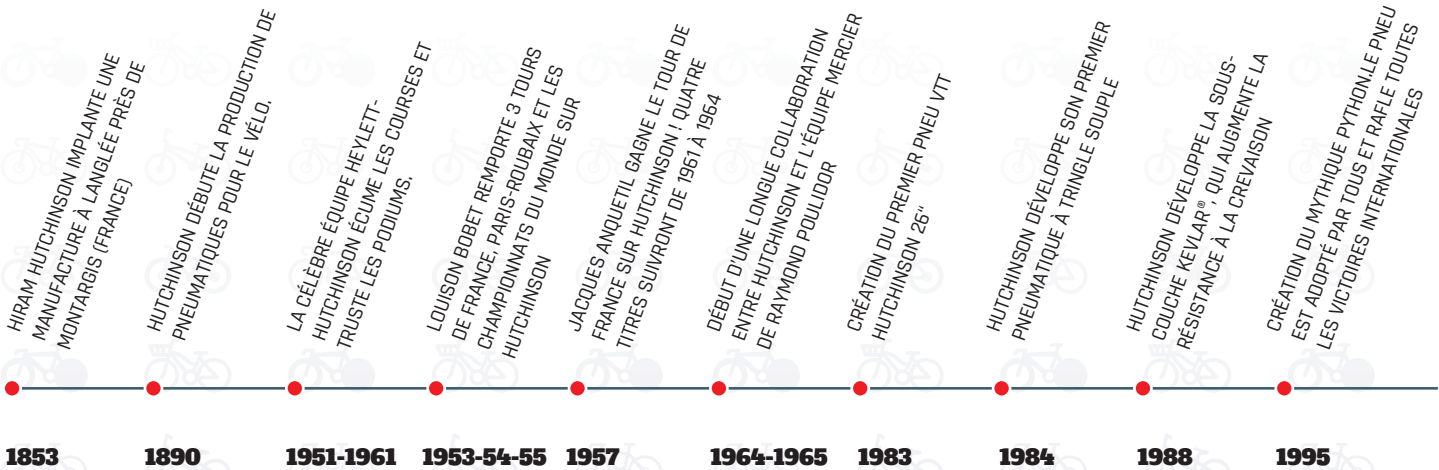 HIRAM HUTCHINSON IMPLANTE UNE
MANUFACTURE À LANGLÉE PRÈS DE
MONTARGIS (FRANCE)
1853
HUTCHINSON DÉBUTE LA PRODUCTION DE
PNEUMATIQUES POUR LE VÉLO.
1890
LA CÉLÈBRE ÉQUIPE HEYLETT-
HUTCHINSON ÉCUME LES COURSES ET
TRUSTE LES PODIUMS.
1951-1961
LOUISON BOBET REMPORTE 3 TOURS
DE FRANCE, PARIS-ROUBAIX ET LES
CHAMPIONNATS DU MONDE SUR
HUTCHINSON
1953-54-55
JACQUES ANQUETIL GAGNE LE TOUR DE
FRANCE SUR HUTCHINSON ! QUATRE
TITRES SUIVRONT DE 1961 À 1964
1957
DÉBUT D'UNE LONGUE COLLABORATION
ENTRE HUTCHINSON ET L'ÉQUIPE MERCIER
DE RAYMOND POULIDOR
1964-1965
CRÉATION DU PREMIER PNEU VTT
HUTCHINSON 26"
1983
HUTCHINSON DÉVELOPPE SON PREMIER
PNEUMATIQUE À TRINGLE SOUPLE
1984
HUTCHINSON DÉVELOPPE LA SOUS-
COUCHE KEVLAR®, QUI AUGMENTE LA
RÉSISTANCE À LA CREVAISON
1988
CRÉATION DU MYTHIQUE PYTHON.LE PNEU
EST ADOPTÉ PAR TOUS ET RAFLE TOUTES
LES VICTOIRES INTERNATIONALES
1995